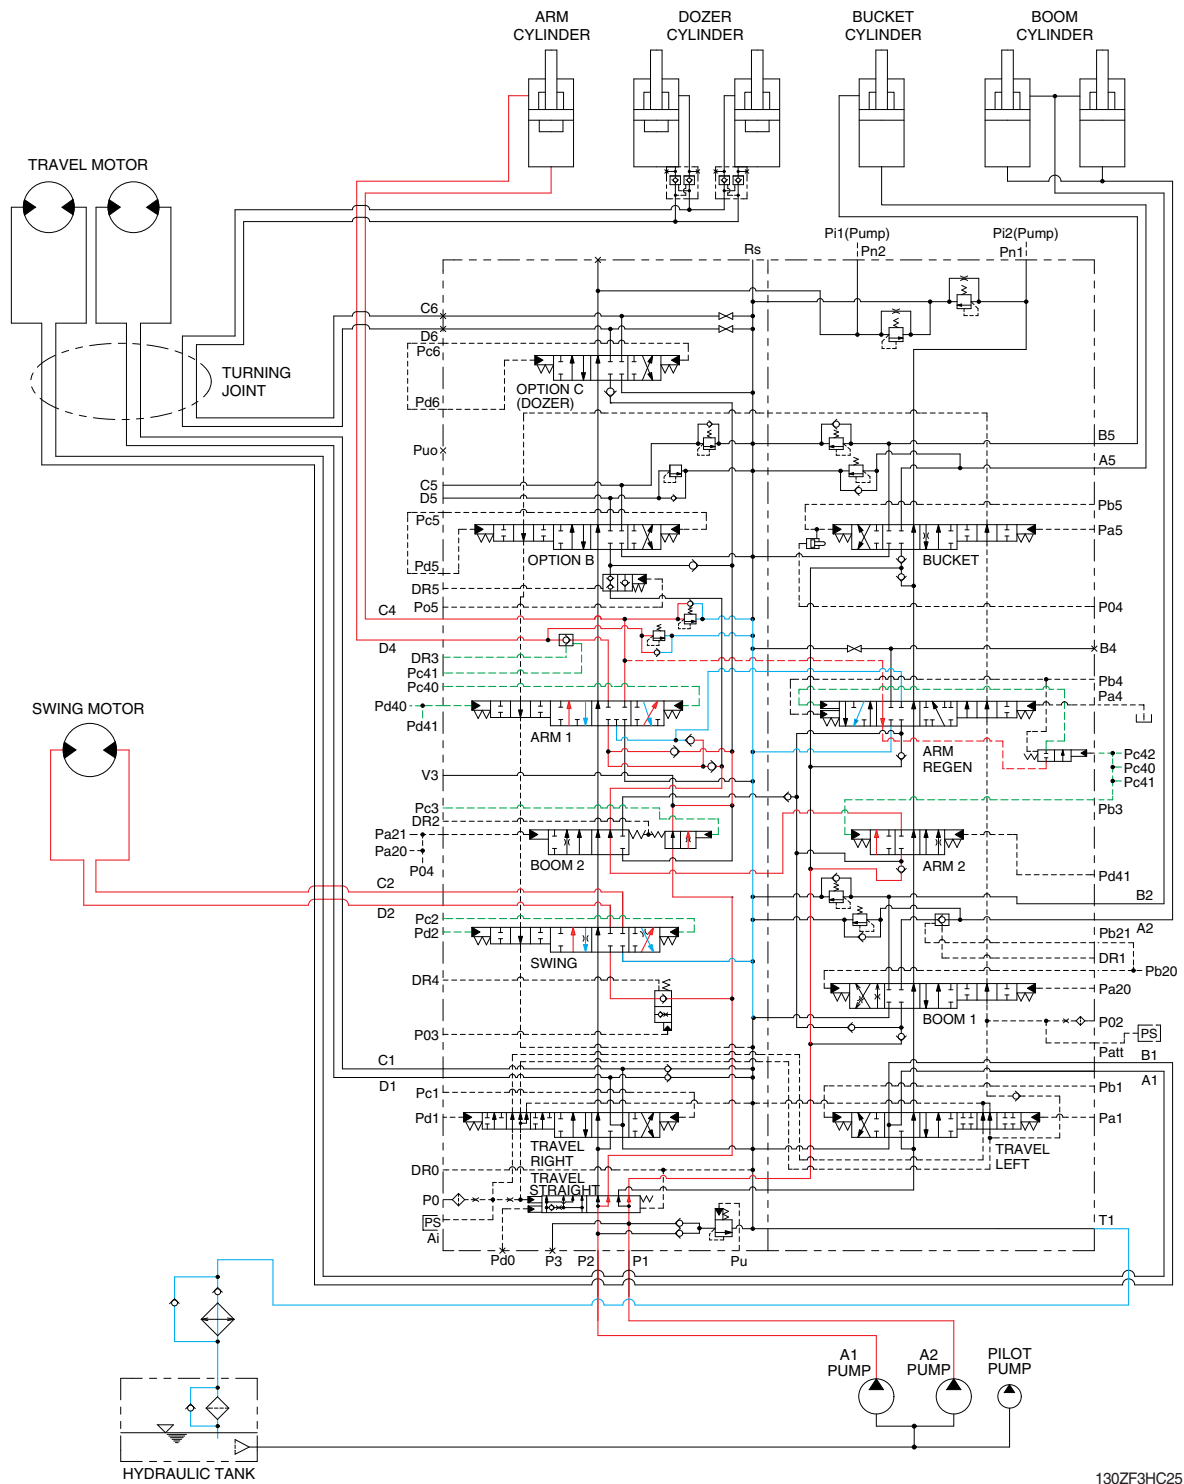 ARM
CYLINDER
DOZER
CYLINDER
BUCKET
CYLINDER
BOOM
CYLINDER
TRAVEL MOTOR
TURNING
JOINT
SWING MOTOR
Pi1(Pump)
Pn2
Pi2(Pump)
Pn1
Rs
C6
D6
Pc6
Pd6
OPTION C
(DOZER)
Puo
C5
D5
Pc5
Pd5
OPTION B
DR5
Po5
C4
D4
DR3
Pc41
Pc40
Pd40
Pd41
ARM 1
V3
Pc3
DR2
Pa21
Pa20
P04
BOOM 2
C2
D2
Pc2
Pd2
SWING
DR4
P03
C1
D1
Pc1
Pd1
TRAVEL
RIGHT
DR0
TRAVEL
STRAIGHT
P0
PS
Ai
Pd0
P3
P2
P1
Pu
B5
A5
Pb5
Pa5
BUCKET
P04
B4
Pb4
Pa4
ARM
REGEN
Pc42
Pc40
Pc41
Pb3
ARM 2
Pd41
B2
A2
Pb21
DR1
Pb20
Pa20
BOOM 1
P02
PS
Patt
B1
A1
Pb1
Pa1
TRAVEL
LEFT
T1
A1
PUMP
A2
PUMP
PILOT
PUMP
HYDRAULIC TANK
130ZF3HC25